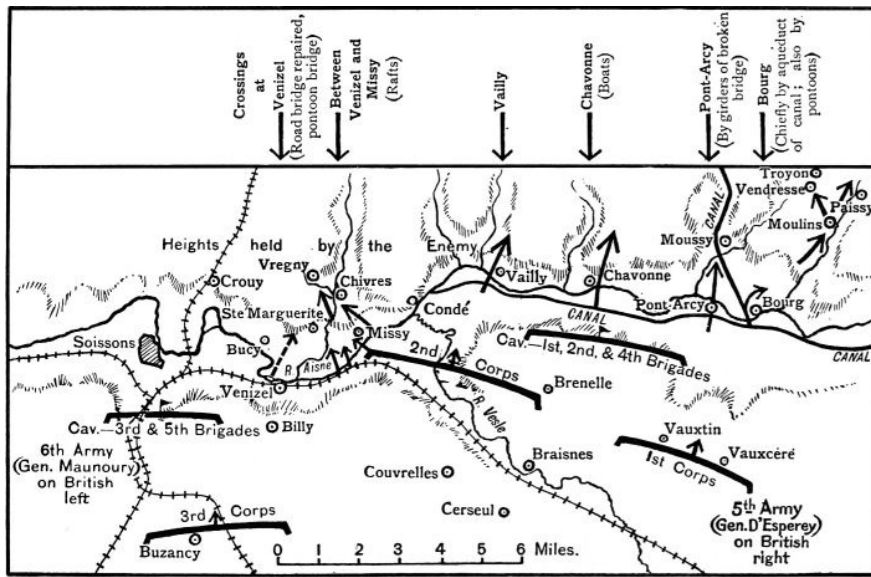 Crossings
at
Venizel
(Road bridge repaired,
pontoon bridge)
Between
Venizel and
Missy
(Rafts)
Vailly
Chavonne
(Boats)
Pont-Arcy
(By girders of broken
bridge)
Bourg
(Chiefly by aqueduct
of canal; also by
pontoons)
Troyon
Vendresse
Paissy
CANAL
Moulins
Heights held by the Enemy
Moussy
Vregny
Crouy
Chivres
Vailly
Chavonne
Condé
Pont-Arcy
Bourg
Ste Marguerite
Missy
CANAL
Soissons
Bucy
R. Aisne
2nd. Corps
Cav.—1st, 2nd, & 4th Brigades
CANAL
Venizel
Brenelle
R. Vesle
Cav.—3rd & 5th Brigades
Billy
Vauxtin
6th Army
(Gen. Maunoury)
on British
left
Vauxcéré
1st Corps
Braisnes
Couvrelles
5th Army
(Gen. D'Esperey)
on British
right
Cerseul
3rd Corps
Buzancy
0 1 2 3 4 5 6 Miles.